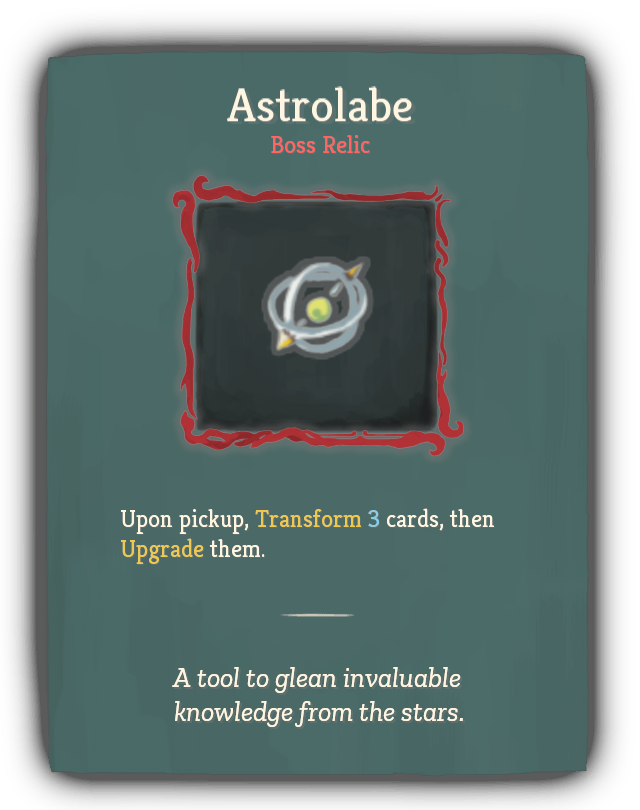 Astrolabe
Boss Relic
Upon pickup, Transform 3 cards, then
Upgrade them.
A tool to glean invaluable
knowledge from the stars.